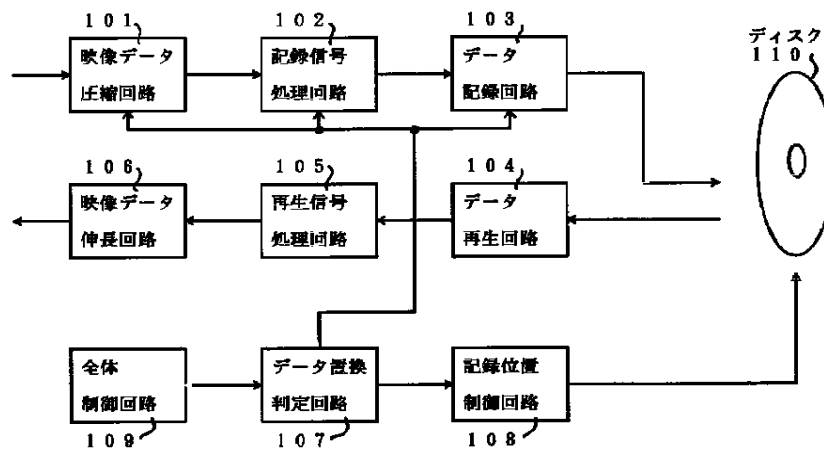 101
映像データ
圧縮回路
102
記録信号
処理回路
103
データ
記録回路
ディスク
110
106
映像データ
伸長回路
105
再生信号
処理回路
104
データ
再生回路
全体
制御回路
109
データ置換
判定回路
107
記録位置
制御回路
108